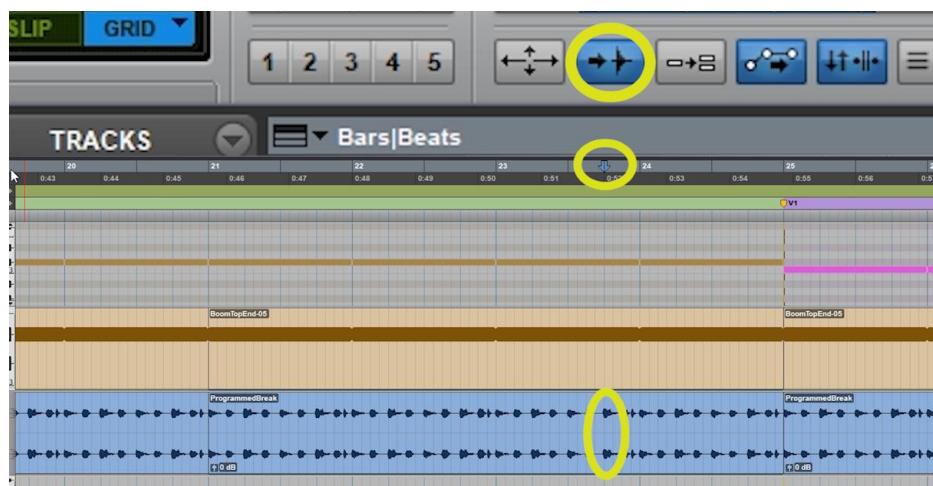 SLIP GRID
1 2 3 4 5
TRACKS Bars|Beats
20 21 22 23 24 25
0:43 0:44 0:45 0:46 0:47 0:48 0:49 0:50 0:51 0:52 0:53 0:54 0:55 0:56
V1
BoomTopEnd-05 BoomTopEnd-05
ProgrammedBreak ProgrammedBreak
0 dB 0 dB